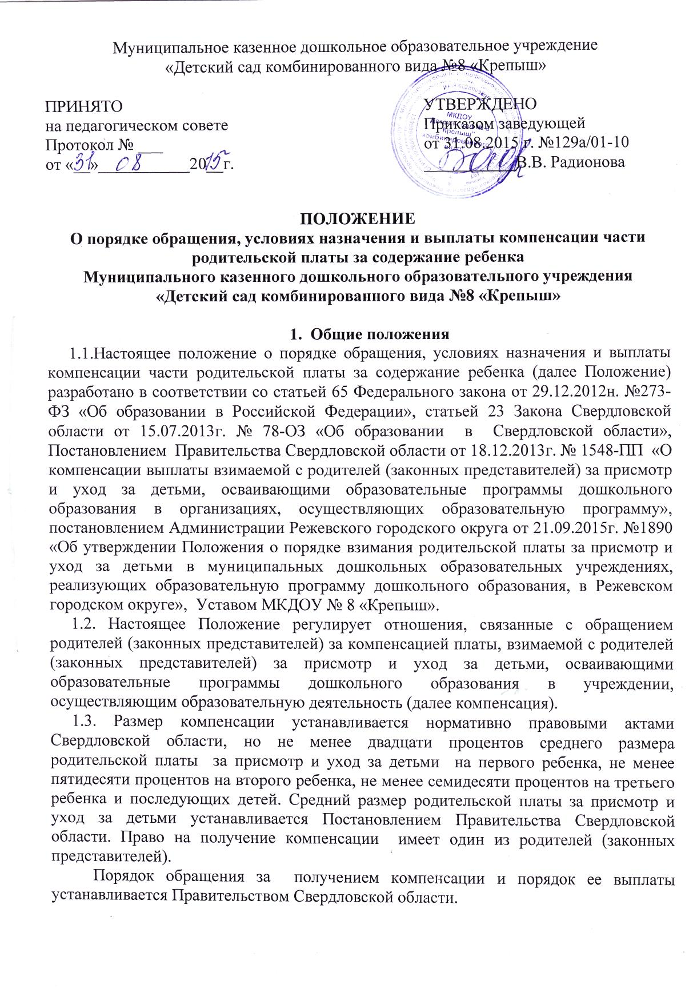 Муниципальное казенное дошкольное образовательное учреждение
«Детский сад комбинированного вида №8 «Крепыш»
ПРИНЯТО
на педагогическом совете
Протокол № ___
от «31» 08 2015г.
УТВЕРЖДЕНО
Приказом заведующей
от 31.08.2015 г. №129а/01-10
___________В.В. Радионова
МКДОУ
"Крепыш"
комбинированного
вида
ПОЛОЖЕНИЕ
О порядке обращения, условиях назначения и выплаты компенсации части
родительской платы за содержание ребенка
Муниципального казенного дошкольного образовательного учреждения
«Детский сад комбинированного вида №8 «Крепыш»
1. Общие положения
1.1.Настоящее положение о порядке обращения, условиях назначения и выплаты
компенсации части родительской платы за содержание ребенка (далее Положение)
разработано в соответствии со статьей 65 Федерального закона от 29.12.2012н. №273-
ФЗ «Об образовании в Российской Федерации», статьей 23 Закона Свердловской
области от 15.07.2013г. № 78-ОЗ «Об образовании в Свердловской области»,
Постановлением Правительства Свердловской области от 18.12.2013г. № 1548-ПП «О
компенсации выплаты взимаемой с родителей (законных представителей) за присмотр
и уход за детьми, осваивающими образовательные программы дошкольного
образования в организациях, осуществляющих образовательную программу»,
постановлением Администрации Режевского городского округа от 21.09.2015г. №1890
«Об утверждении Положения о порядке взимания родительской платы за присмотр и
уход за детьми в муниципальных дошкольных образовательных учреждениях,
реализующих образовательную программу дошкольного образования, в Режевском
городском округе», Уставом МКДОУ № 8 «Крепыш».
1.2. Настоящее Положение регулирует отношения, связанные с обращением
родителей (законных представителей) за компенсацией платы, взимаемой с родителей
(законных представителей) за присмотр и уход за детьми, осваивающими
образовательные программы дошкольного образования в учреждении,
осуществляющим образовательную деятельность (далее компенсация).
1.3. Размер компенсации устанавливается нормативно правовыми актами
Свердловской области, но не менее двадцати процентов среднего размера
родительской платы за присмотр и уход за детьми на первого ребенка, не менее
пятидесяти процентов на второго ребенка, не менее семидесяти процентов на третьего
ребенка и последующих детей. Средний размер родительской платы за присмотр и
уход за детьми устанавливается Постановлением Правительства Свердловской
области. Право на получение компенсации имеет один из родителей (законных
представителей).
Порядок обращения за получением компенсации и порядок ее выплаты
устанавливается Правительством Свердловской области.